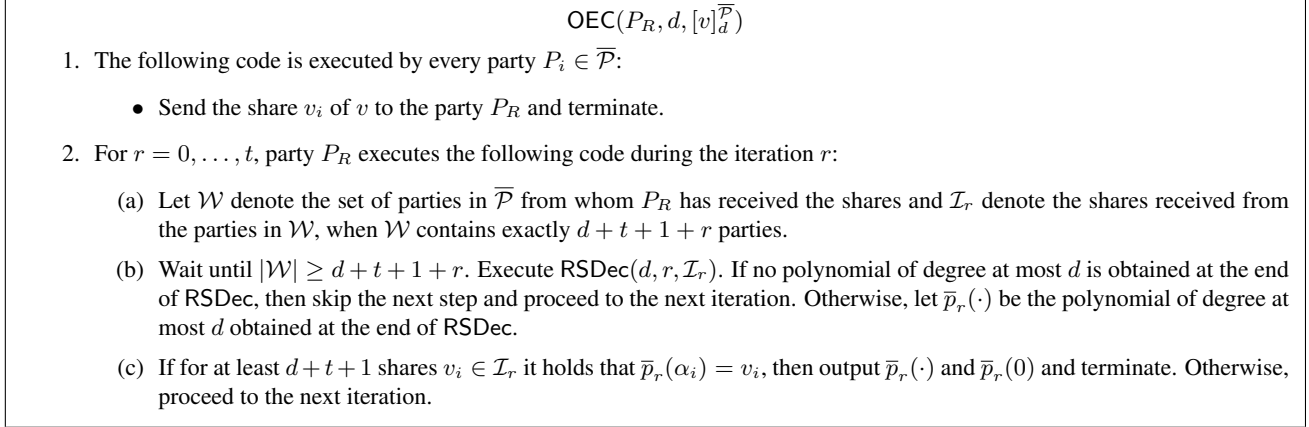 OEC(P_R, d, [v]_d^{\overline{𝒫}})
1. The following code is executed by every party P_i ∈ \overline{𝒫}:
• Send the share v_i of v to the party P_R and terminate.
2. For r = 0, . . . , t, party P_R executes the following code during the iteration r:
(a) Let 𝒲 denote the set of parties in \overline{𝒫} from whom P_R has received the shares and ℐ_r denote the shares received from
the parties in 𝒲, when 𝒲 contains exactly d + t + 1 + r parties.
(b) Wait until |𝒲| ≥ d + t + 1 + r. Execute RSDec(d, r, ℐ_r). If no polynomial of degree at most d is obtained at the end
of RSDec, then skip the next step and proceed to the next iteration. Otherwise, let \overline{p}_r(·) be the polynomial of degree at
most d obtained at the end of RSDec.
(c) If for at least d + t + 1 shares v_i ∈ ℐ_r it holds that \overline{p}_r(α_i) = v_i, then output \overline{p}_r(·) and \overline{p}_r(0) and terminate. Otherwise,
proceed to the next iteration.